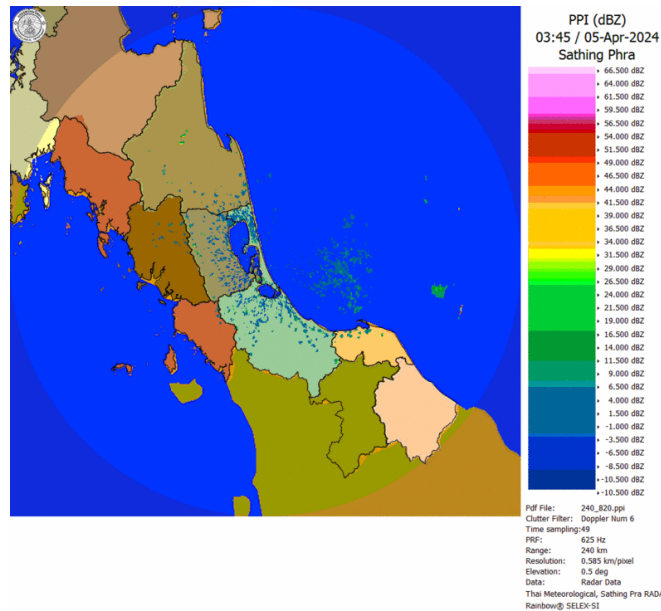 PPI (dBZ)
03:45 / 05-Apr-2024
Sathing Phra
66.500 dBZ
64.000 dBZ
61.500 dBZ
59.500 dBZ
56.500 dBZ
54.000 dBZ
51.500 dBZ
49.000 dBZ
46.500 dBZ
44.000 dBZ
41.500 dBZ
39.000 dBZ
36.500 dBZ
34.000 dBZ
31.500 dBZ
29.000 dBZ
26.500 dBZ
24.000 dBZ
21.500 dBZ
19.000 dBZ
16.500 dBZ
14.000 dBZ
11.500 dBZ
9.000 dBZ
6.500 dBZ
4.000 dBZ
1.500 dBZ
-1.000 dBZ
-3.500 dBZ
-6.500 dBZ
-8.500 dBZ
-10.500 dBZ
-10.500 dBZ
Pdf File: 240_820.ppi
Clutter Filter: Doppler Num 6
Time sampling:49
PRF: 625 Hz
Range: 240 km
Resolution: 0.585 km/pixel
Elevation: 0.5 deg
Data: Radar Data
Thai Meteorological, Sathing Pra RADA
Rainbow® SELEX-SI